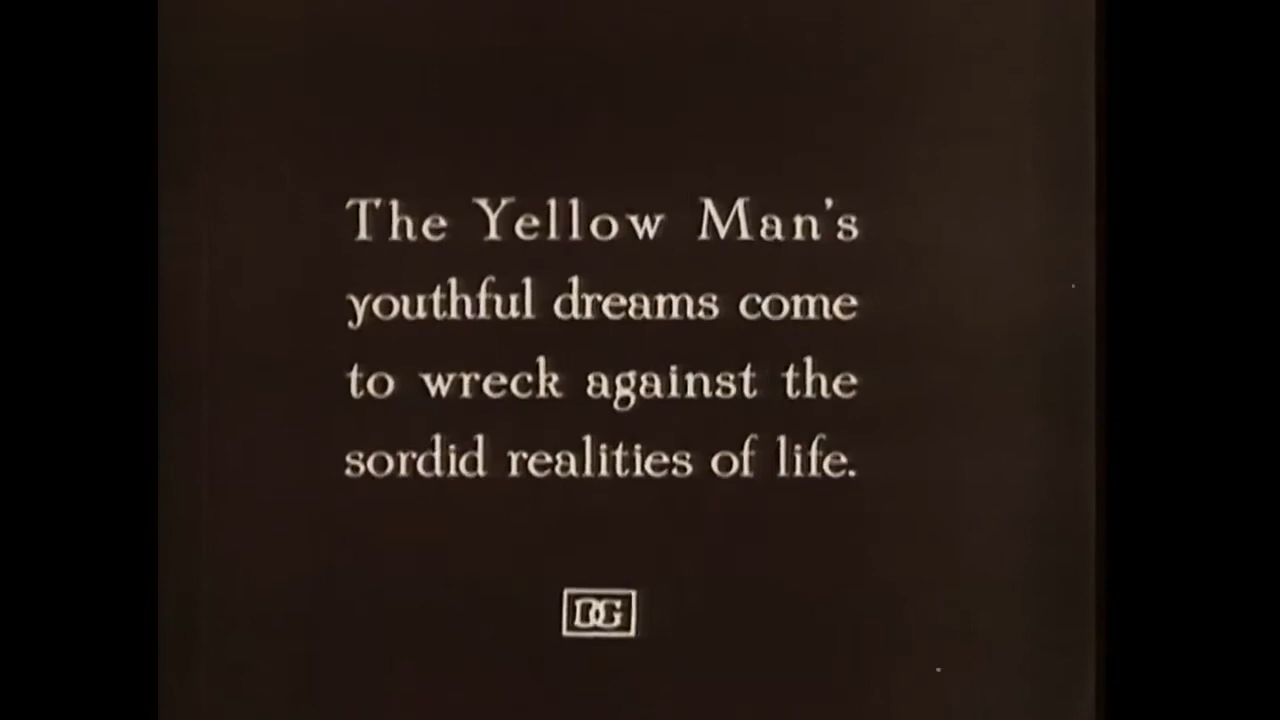 The Yellow Man's
youthful dreams come
to wreck against the
sordid realities of life.
DG